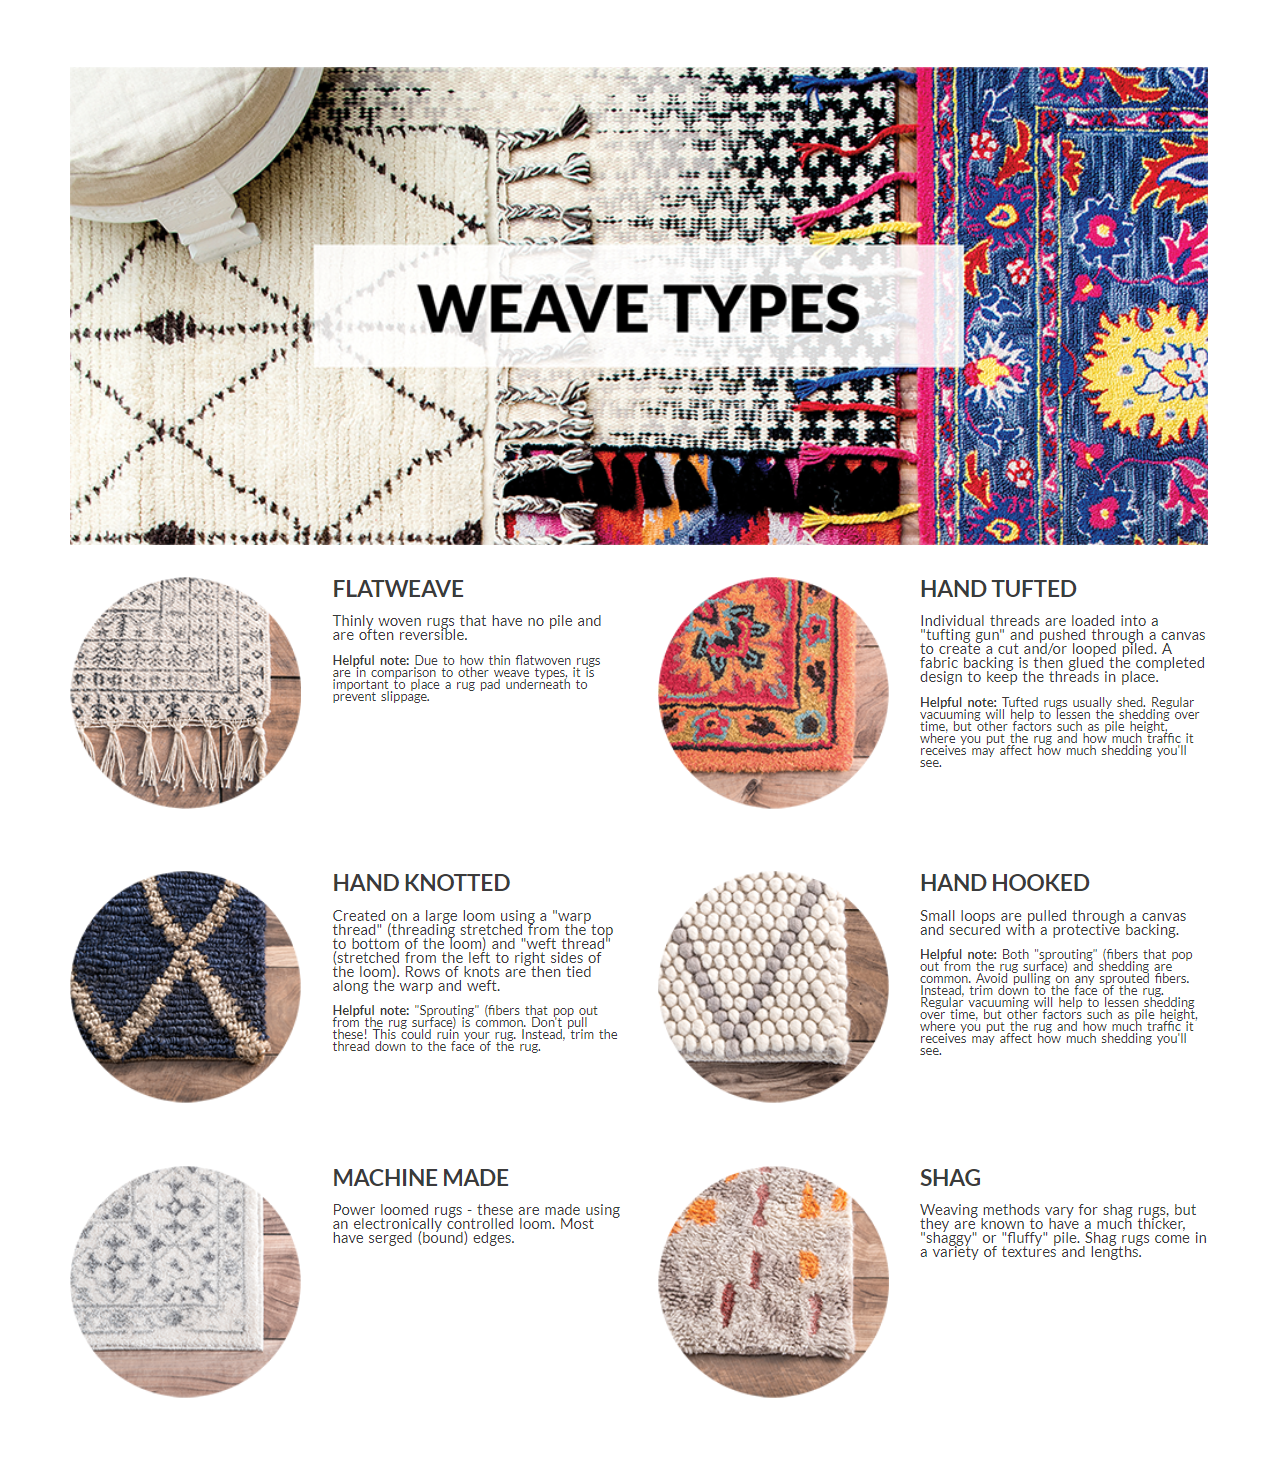 WEAVE TYPES
FLATWEAVE
Thinly woven rugs that have no pile and
are often reversible.
Helpful note: Due to how thin flatwoven rugs
are in comparison to other weave types, it is
important to place a rug pad underneath to
prevent slippage.
HAND TUFTED
Individual threads are loaded into a
"tufting gun" and pushed through a canvas
to create a cut and/or looped piled. A
fabric backing is then glued the completed
design to keep the threads in place.
Helpful note: Tufted rugs usually shed. Regular
vacuuming will help to lessen the shedding over
time, but other factors such as pile height,
where you put the rug and how much traffic it
receives may affect how much shedding you'll
see.
HAND KNOTTED
Created on a large loom using a "warp
thread" (threading stretched from the top
to bottom of the loom) and "weft thread"
(stretched from the left to right sides of
the loom). Rows of knots are then tied
along the warp and weft.
Helpful note: "Sprouting" (fibers that pop out
from the rug surface) is common. Don't pull
these! This could ruin your rug. Instead, trim the
thread down to the face of the rug.
HAND HOOKED
Small loops are pulled through a canvas
and secured with a protective backing.
Helpful note: Both "sprouting" (fibers that pop
out from the rug surface) and shedding are
common. Avoid pulling on any sprouted fibers.
Instead, trim down to the face of the rug.
Regular vacuuming will help to lessen shedding
over time, but other factors such as pile height,
where you put the rug and how much traffic it
receives may affect how much shedding you'll
see.
MACHINE MADE
Power loomed rugs - these are made using
an electronically controlled loom. Most
have serged (bound) edges.
SHAG
Weaving methods vary for shag rugs, but
they are known to have a much thicker,
"shaggy" or "fluffy" pile. Shag rugs come in
a variety of textures and lengths.